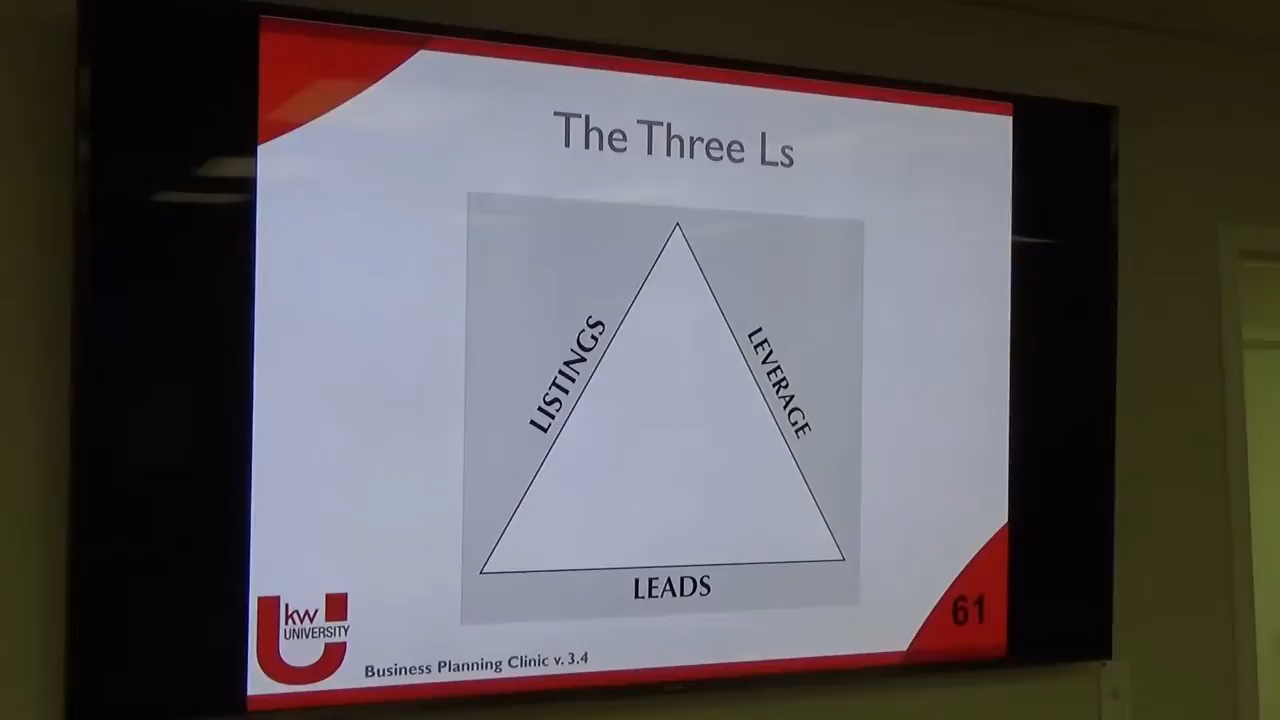 The Three Ls
LISTINGS
LEVERAGE
LEADS
kw
UNIVERSITY
Business Planning Clinic v. 3.4
61